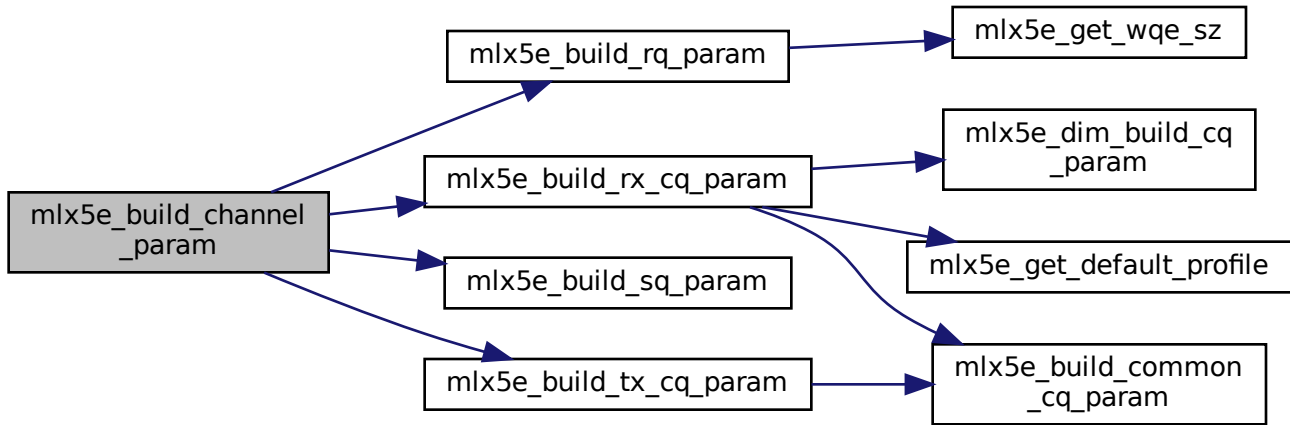 mlx5e_build_channel
_param
mlx5e_build_rq_param
mlx5e_get_wqe_sz
mlx5e_build_rx_cq_param
mlx5e_dim_build_cq
_param
mlx5e_get_default_profile
mlx5e_build_sq_param
mlx5e_build_tx_cq_param
mlx5e_build_common
_cq_param